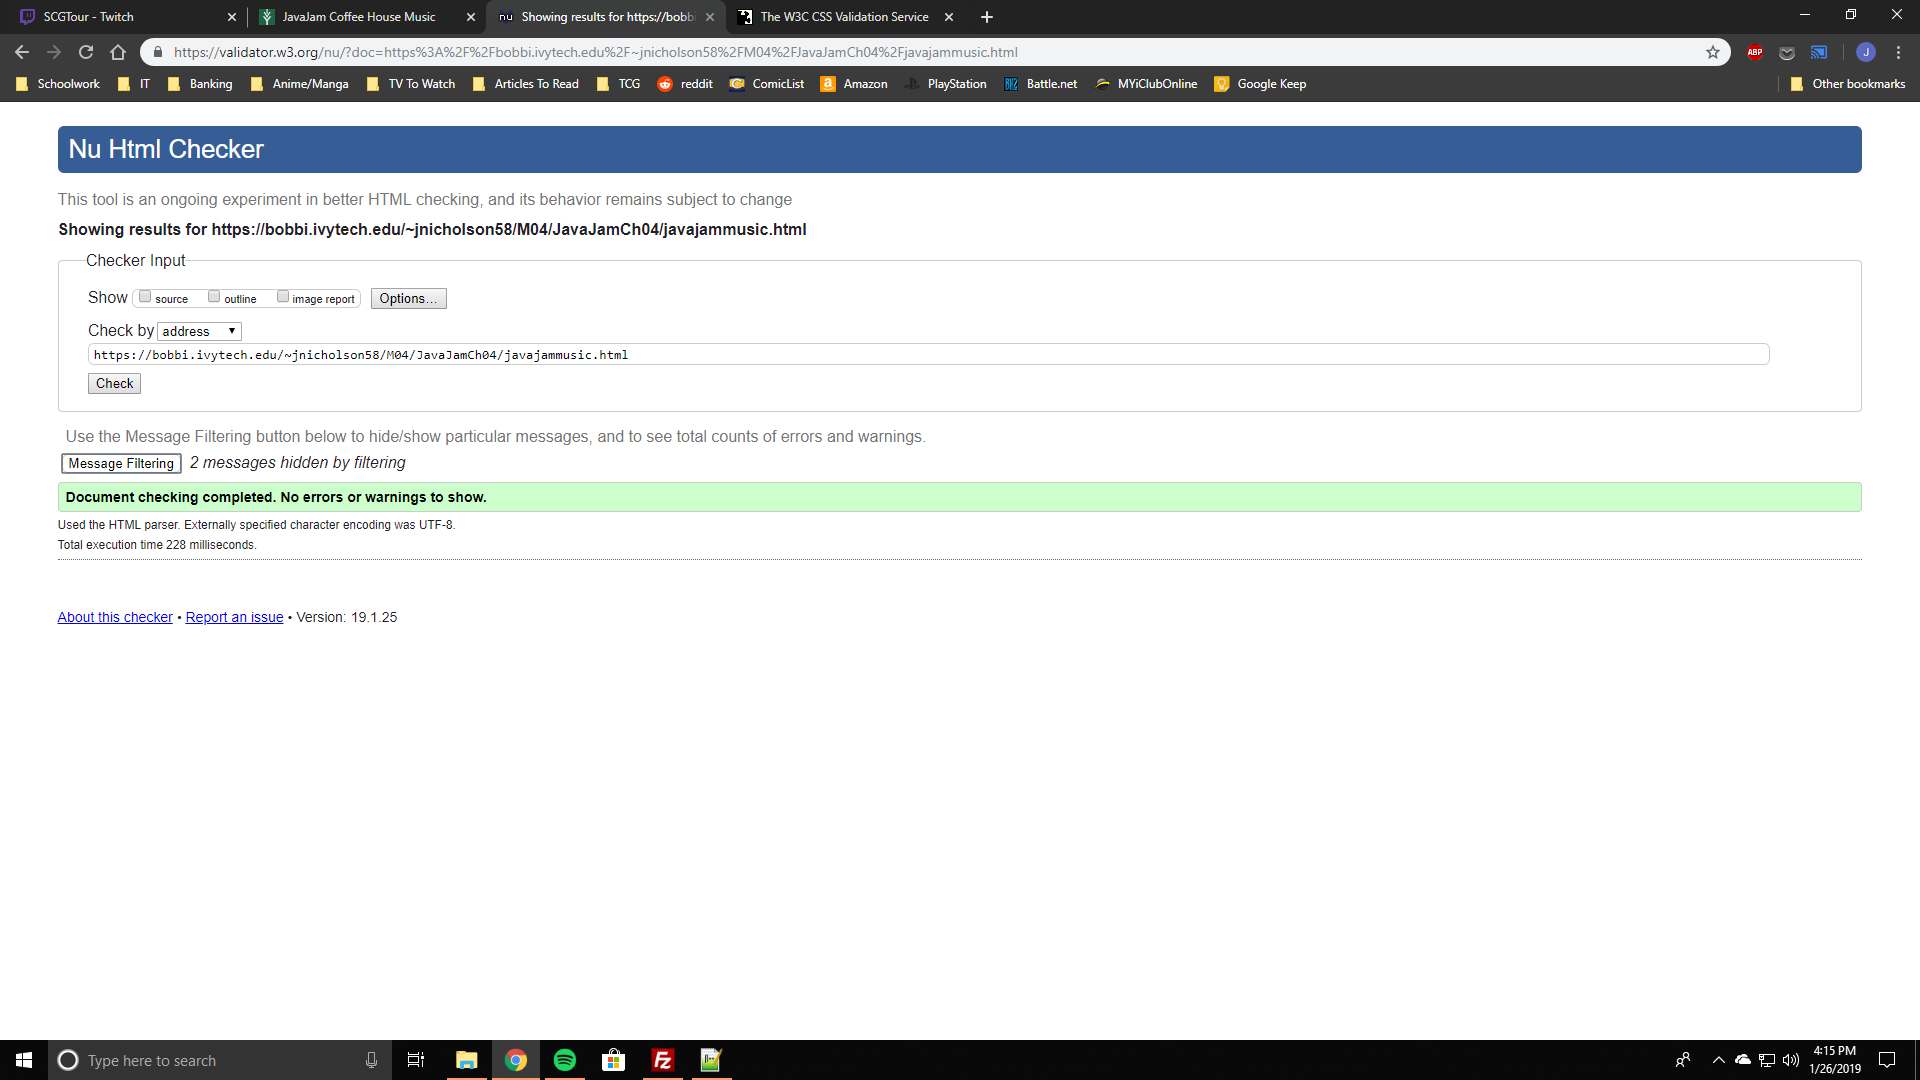 SCGTour - Twitch
JavaJam Coffee House Music
nu Showing results for https://bobb
The W3C CSS Validation Service
https://validator.w3.org/nu/?doc=https%3A%2F%2Fbobbi.ivytech.edu%2F~jnicholson58%2FM04%2FJavaJamCh04%2Fjavajammusic.html
ABP
J
Schoolwork IT Banking Anime/Manga TV To Watch Articles To Read TCG reddit ComicList Amazon PlayStation Battle.net MYiClubOnline Google Keep Other bookmarks
Nu Html Checker
This tool is an ongoing experiment in better HTML checking, and its behavior remains subject to change
Showing results for https://bobbi.ivytech.edu/~jnicholson58/M04/JavaJamCh04/javajammusic.html
Checker Input
Show source outline image report Options...
Check by address
https://bobbi.ivytech.edu/~jnicholson58/M04/JavaJamCh04/javajammusic.html
Check
Use the Message Filtering button below to hide/show particular messages, and to see total counts of errors and warnings.
Message Filtering 2 messages hidden by filtering
Document checking completed. No errors or warnings to show.
Used the HTML parser. Externally specified character encoding was UTF-8.
Total execution time 228 milliseconds.
About this checker • Report an issue • Version: 19.1.25
Type here to search
Fz
4:15 PM
1/26/2019